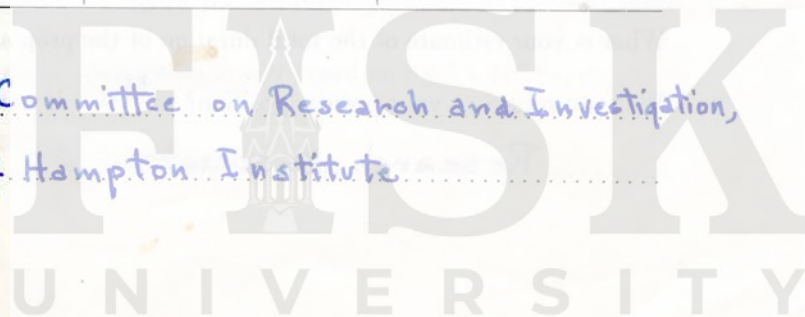 Committee on Research and Investigation,
Hampton Institute
FISK
UNIVERSITY